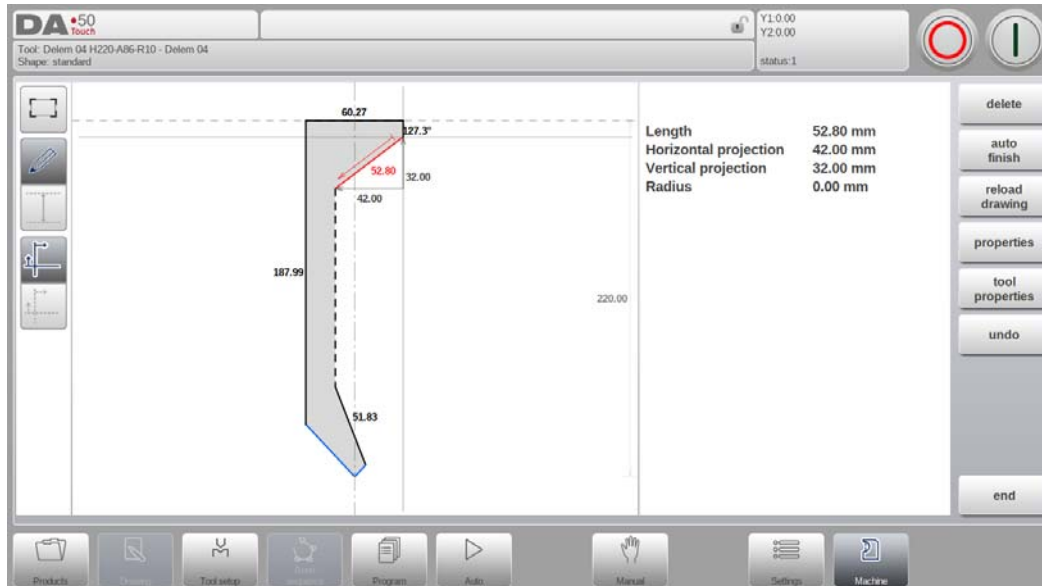 DA 50
Touch
Y1:0.00
Y2:0.00
status:1
Tool: Delem 04 H220-A86-R10 - Delem 04
Shape: standard
delete
auto
finish
reload
drawing
properties
tool
properties
undo
end
60.27
127.3°
52.80
32.00
42.00
187.99
220.00
51.83
Length 52.80 mm
Horizontal projection 42.00 mm
Vertical projection 32.00 mm
Radius 0.00 mm
Products
Drawing
Tool setup
sequence
Program
Auto
Manual
Settings
Machine